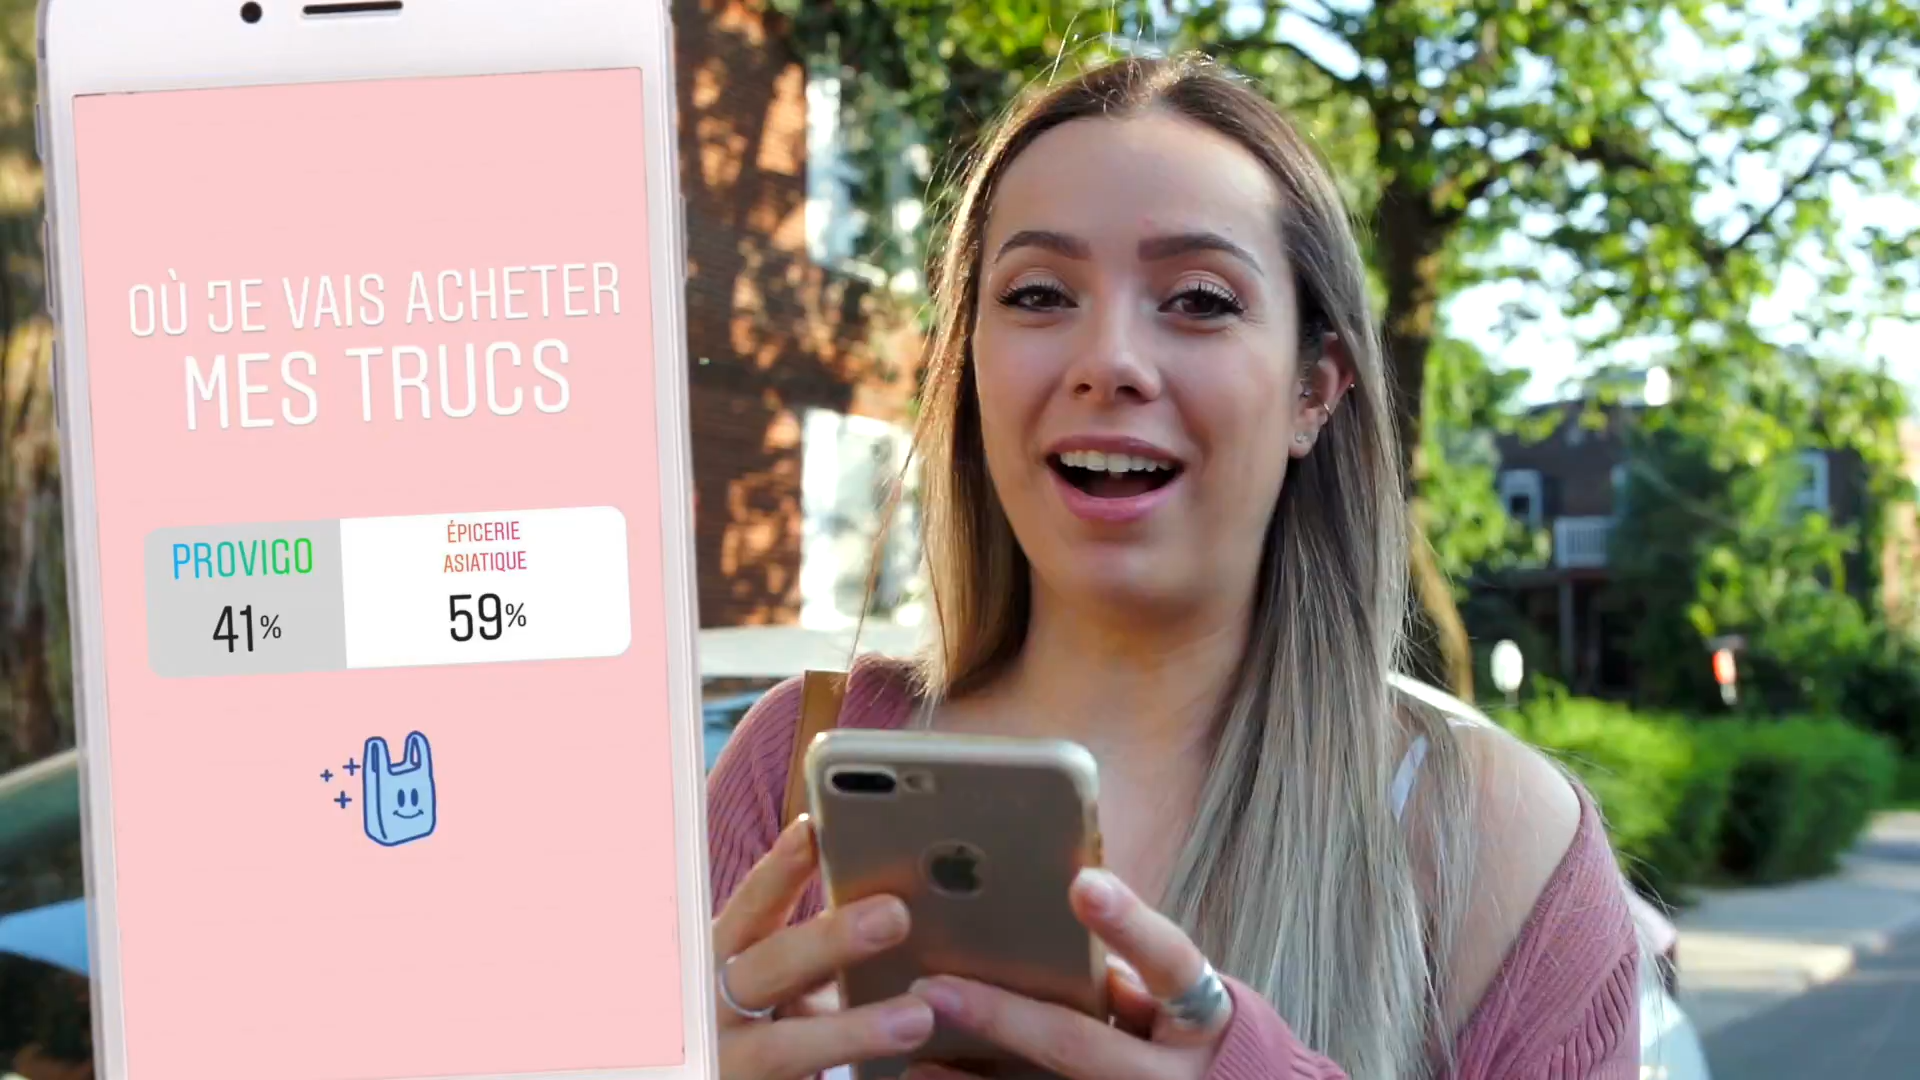 OÙ JE VAIS ACHETER
MES TRUCS
PROVIGO
41%
ÉPICERIE
ASIATIQUE
59%